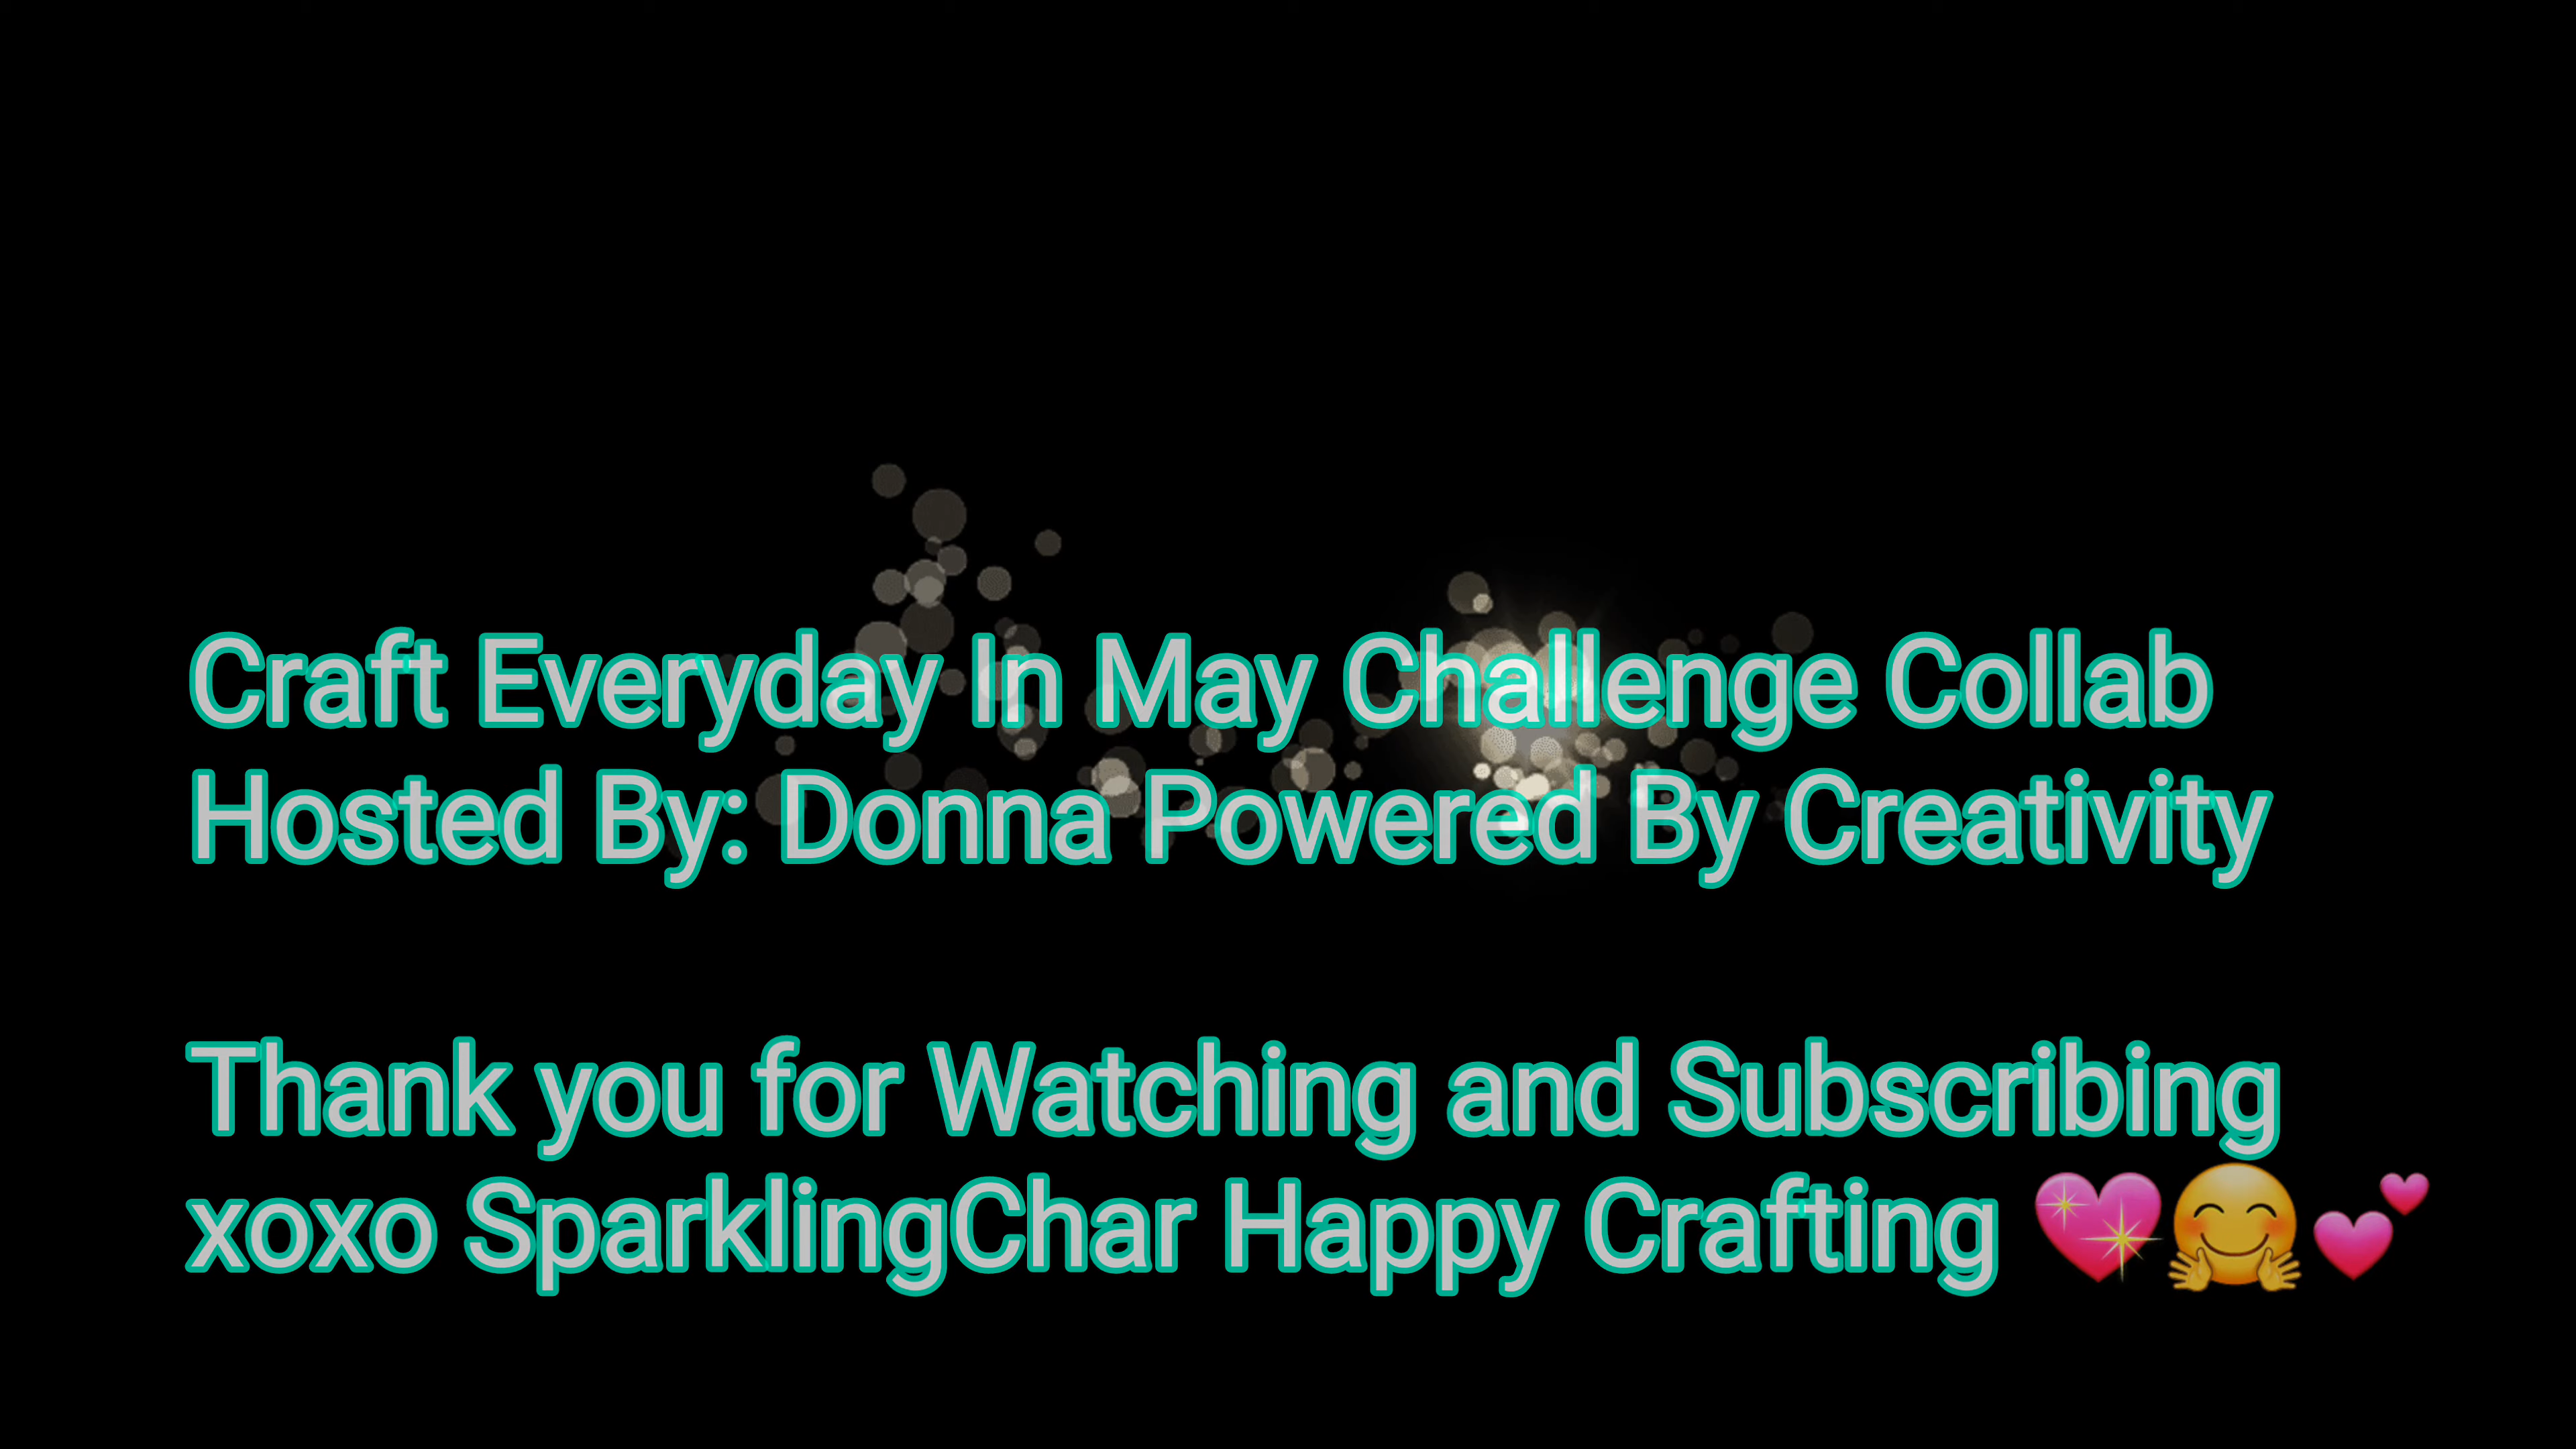 Craft Everyday In May Challenge Collab
Hosted By: Donna Powered By Creativity
Thank you for Watching and Subscribing
xoxo SparklingChar Happy Crafting 💖🤗💕